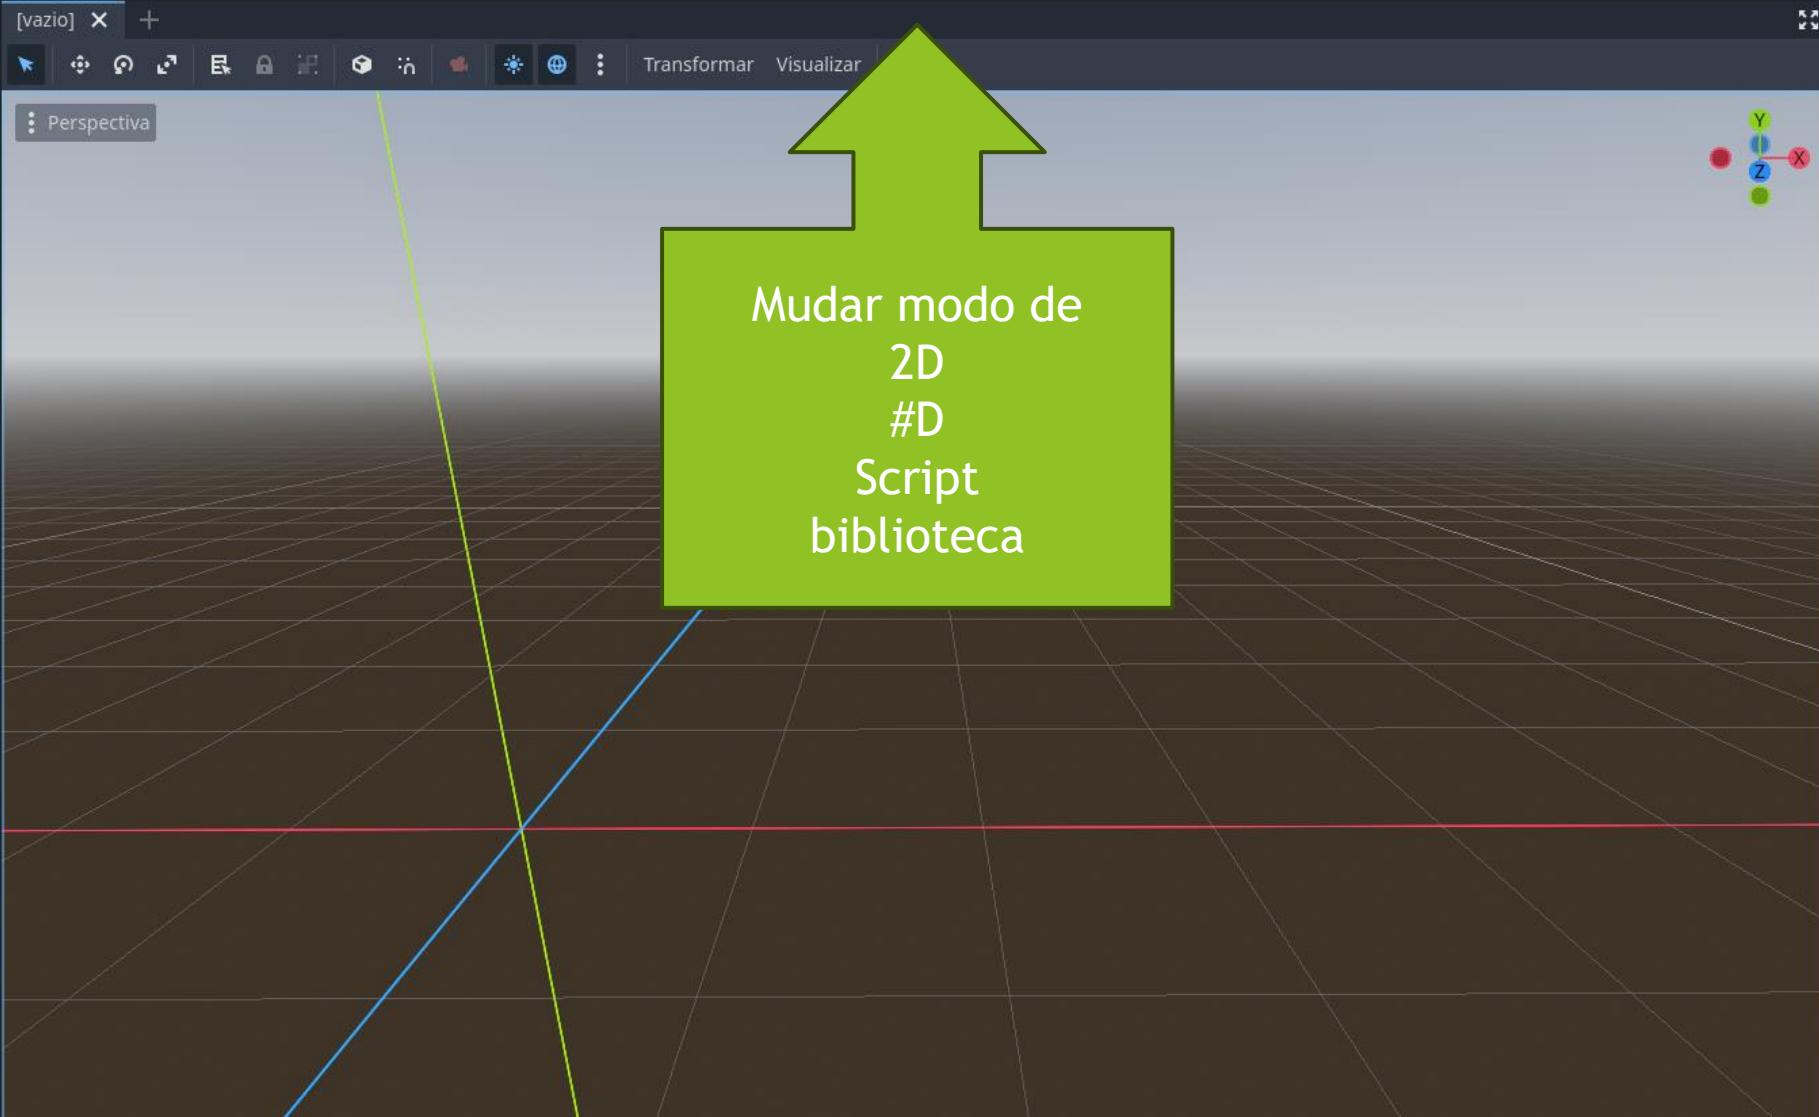 [vazio]
Transformar Visualizar
Perspectiva
Y
X
Z
Mudar modo de
2D
#D
Script
biblioteca